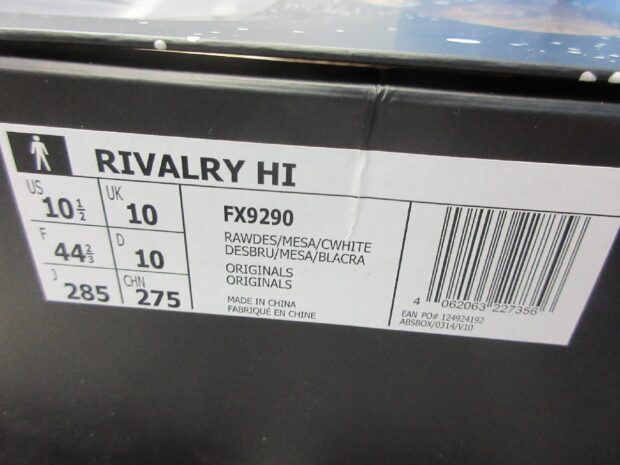 RIVALRY HI
US 10½ UK 10
F 44⅔ D 10
J 285 CHN 275
FX9290
RAWDES/MESA/CWHITE
DESBRU/MESA/BLACRA
ORIGINALS
ORIGINALS
MADE IN CHINA
FABRIQUÉ EN CHINE
4 062063 227356
EAN PO# 124924192
ABSBOX/0314/V10